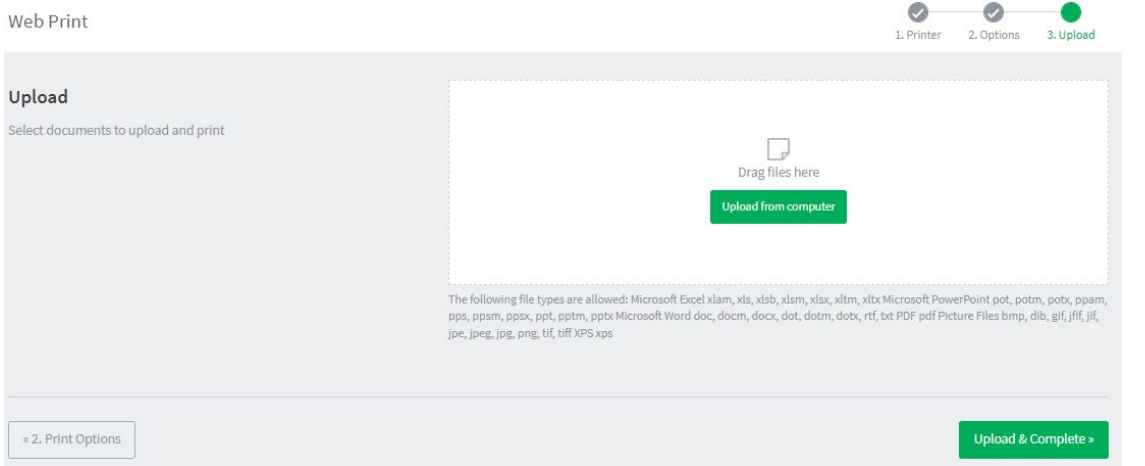 Web Print
1. Printer
2. Options
3. Upload
Upload
Select documents to upload and print
Drag files here
Upload from computer
The following file types are allowed: Microsoft Excel xlam, xls, xlsb, xlsm, xlsx, xltm, xltx Microsoft PowerPoint pot, potm, potx, ppam,
pps, ppsm, ppsx, ppt, pptm, pptx Microsoft Word doc, docm, docx, dot, dotm, dotx, rtf, txt PDF pdf Picture Files bmp, dib, gif, jfif, jif,
jpe, jpeg, jpg, png, tif, tiff XPS xps
« 2. Print Options
Upload & Complete »